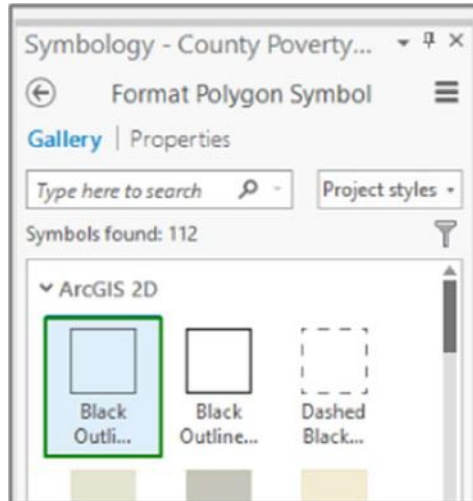 Symbology - County Poverty...
Format Polygon Symbol
Gallery | Properties
Type here to search
Project styles
Symbols found: 112
ArcGIS 2D
Black Outli...
Black Outline...
Dashed Black...